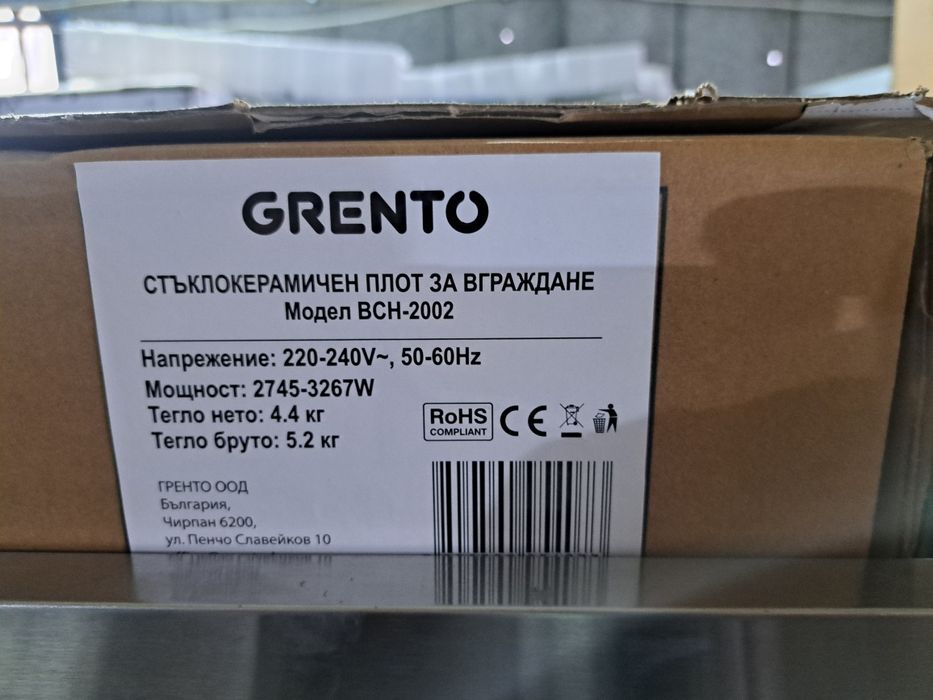 GRENTO
СТЪКЛОКЕРАМИЧЕН ПЛОТ ЗА ВГРАЖДАНЕ
Модел BCH-2002
Напрежение: 220-240V~, 50-60Hz
Мощност: 2745-3267W
Тегло нето: 4.4 кг
Тегло бруто: 5.2 кг
RoHS
COMPLIANT
CE
ГРЕНТО ООД
България,
Чирпан 6200,
ул. Пенчо Славейков 10